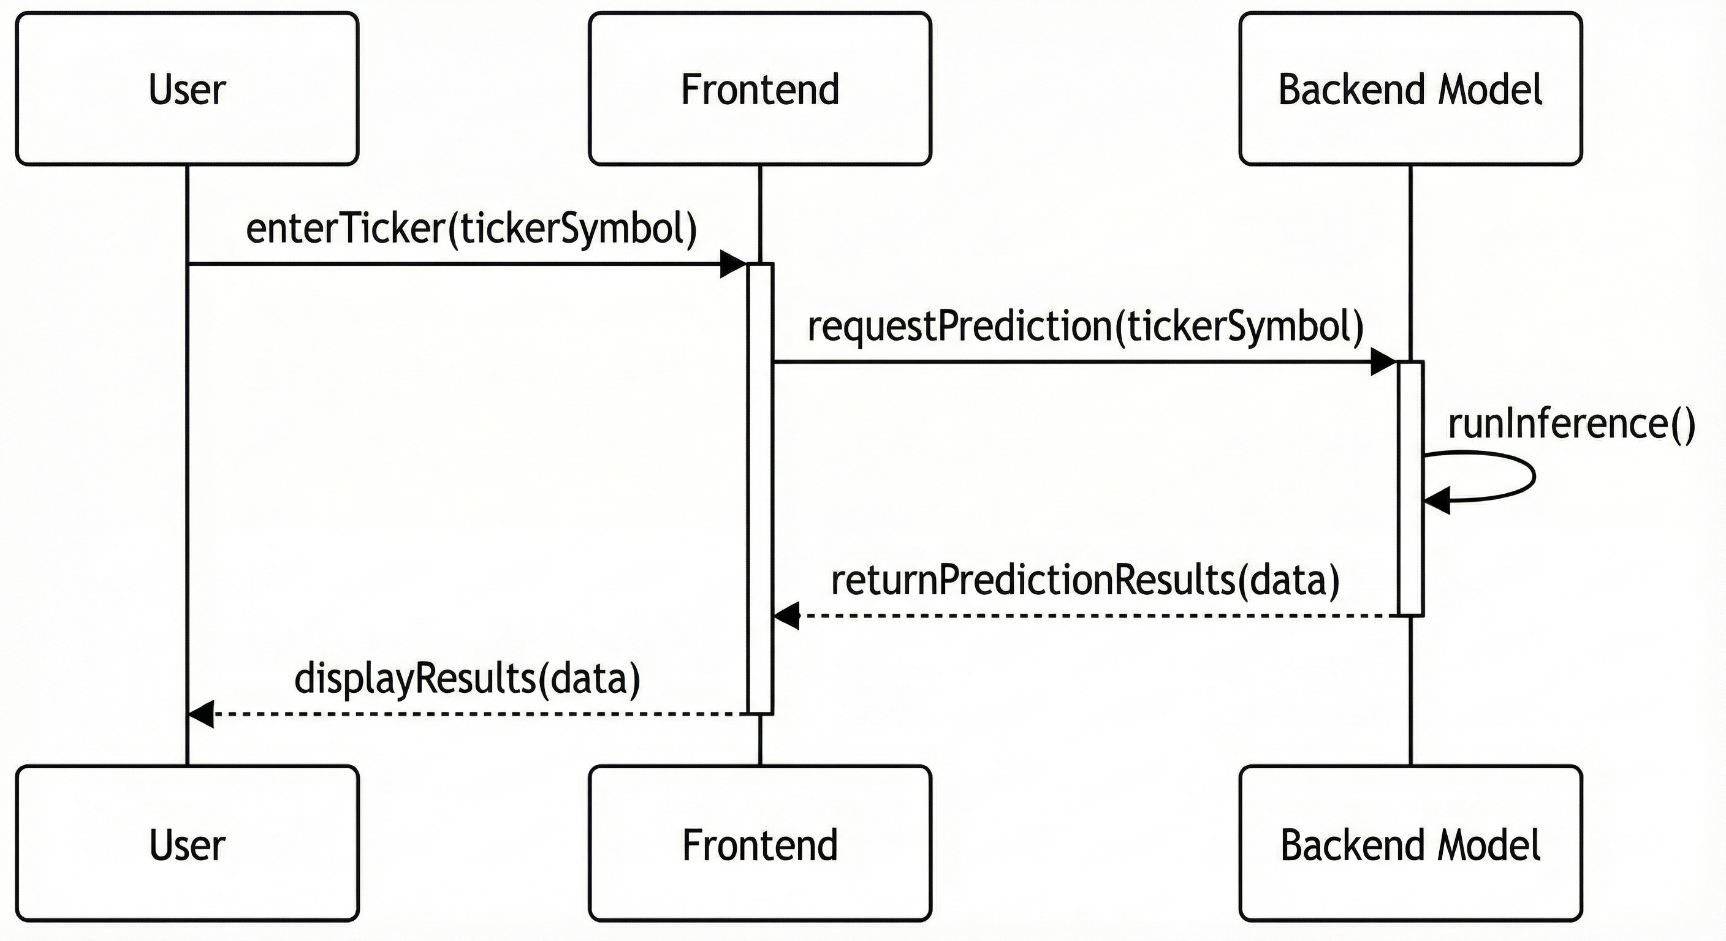 User
Frontend
Backend Model
enterTicker(tickerSymbol)
requestPrediction(tickerSymbol)
runInference()
returnPredictionResults(data)
displayResults(data)
User
Frontend
Backend Model